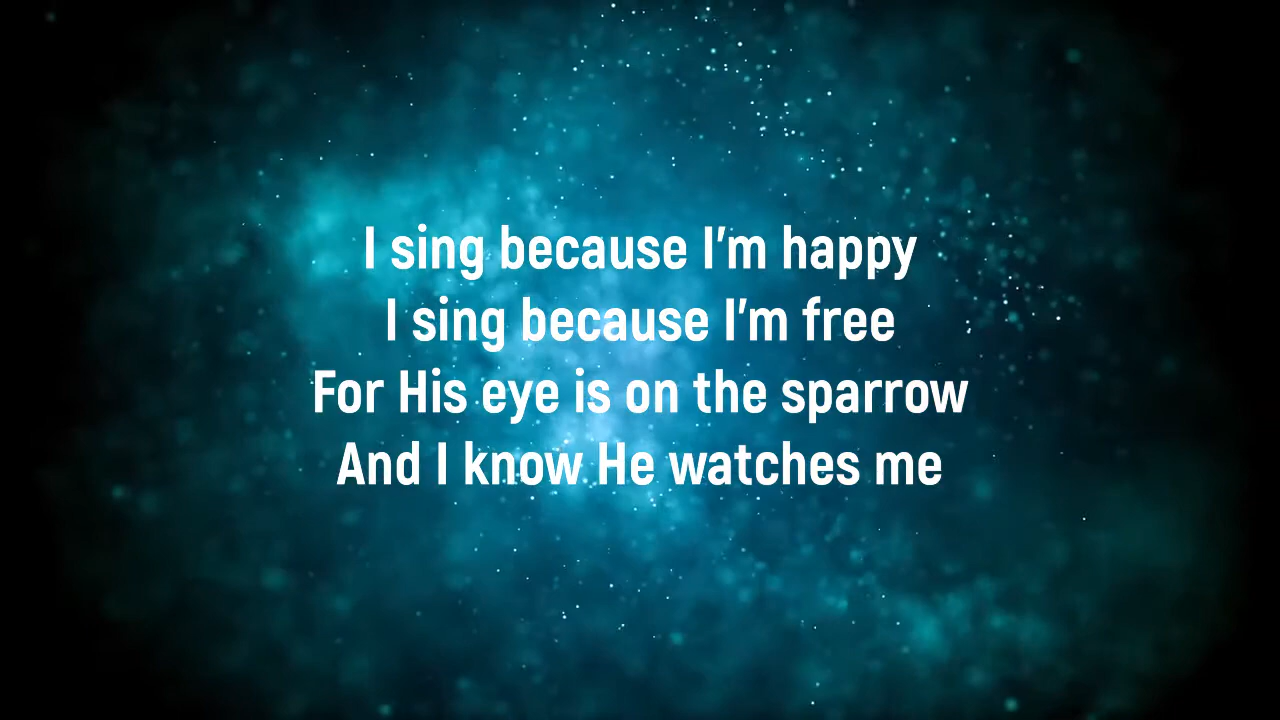 I sing because I'm happy
I sing because I'm free
For His eye is on the sparrow
And I know He watches me